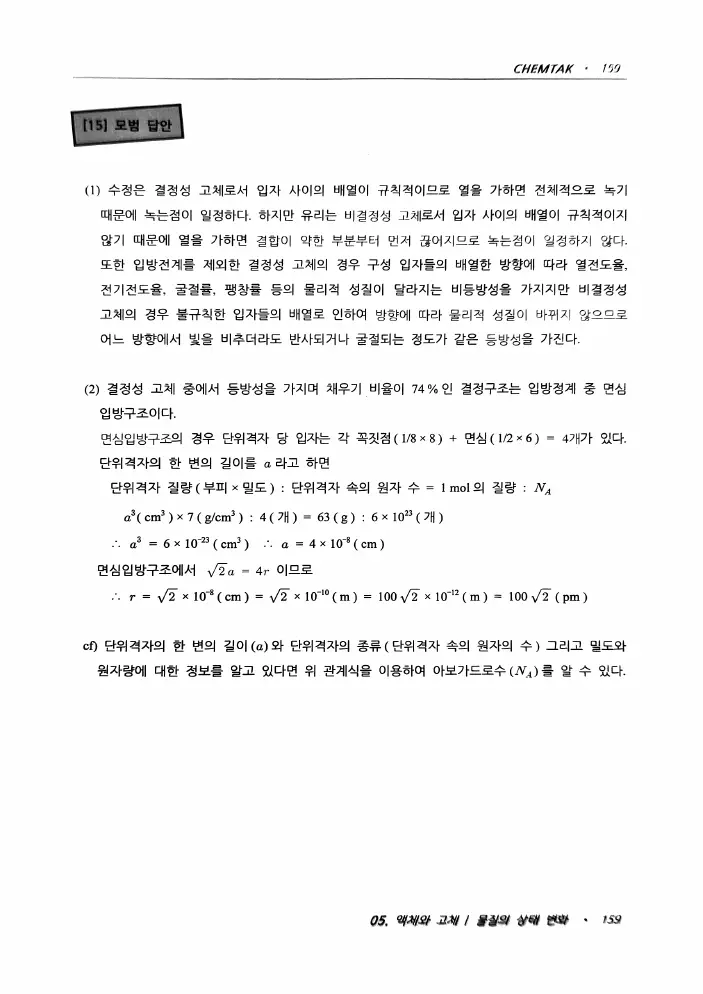 CHEMTAK · 159
[15] 모범 답안
(1) 수정은 결정성 고체로서 입자 사이의 배열이 규칙적이므로 열을 가하면 전체적으로 녹기
때문에 녹는점이 일정하다. 하지만 유리는 비결정성 고체로서 입자 사이의 배열이 규칙적이지
않기 때문에 열을 가하면 결합이 약한 부분부터 먼저 끊어지므로 녹는점이 일정하지 않다.
또한 입방전계를 제외한 결정성 고체의 경우 구성 입자들의 배열한 방향에 따라 열전도율,
전기전도율, 굴절률, 팽창률 등의 물리적 성질이 달라지는 비등방성을 가지지만 비결정성
고체의 경우 불규칙한 입자들의 배열로 인하여 방향에 따라 물리적 성질이 바뀌지 않으므로
어느 방향에서 빛을 비추더라도 반사되거나 굴절되는 정도가 같은 등방성을 가진다.
(2) 결정성 고체 중에서 등방성을 가지며 채우기 비율이 74 % 인 결정구조는 입방정계 중 면심
입방구조이다.
면심입방구조의 경우 단위격자 당 입자는 각 꼭짓점 ( 1/8 × 8 ) + 면심 ( 1/2 × 6 ) = 4개가 있다.
단위격자의 한 변의 길이를 a 라고 하면
단위격자 질량 ( 부피 × 밀도 ) : 단위격자 속의 원자 수 = 1 mol 의 질량 : N_A
a³( cm³ ) × 7 ( g/cm³ ) : 4 ( 개 ) = 63 ( g ) : 6 × 10²³ ( 개 )
∴ a³ = 6 × 10⁻²³ ( cm³ ) ∴ a = 4 × 10⁻⁸ ( cm )
면심입방구조에서 √2 a = 4r 이므로
∴ r = √2 × 10⁻⁸ ( cm ) = √2 × 10⁻¹⁰ ( m ) = 100 √2 × 10⁻¹² ( m ) = 100 √2 ( pm )
cf) 단위격자의 한 변의 길이 (a) 와 단위격자의 종류 ( 단위격자 속의 원자의 수 ) 그리고 밀도와
원자량에 대한 정보를 알고 있다면 위 관계식을 이용하여 아보가드로수 (N_A) 를 알 수 있다.
05. 액체와 고체 / 물질의 상태 변화 · 159